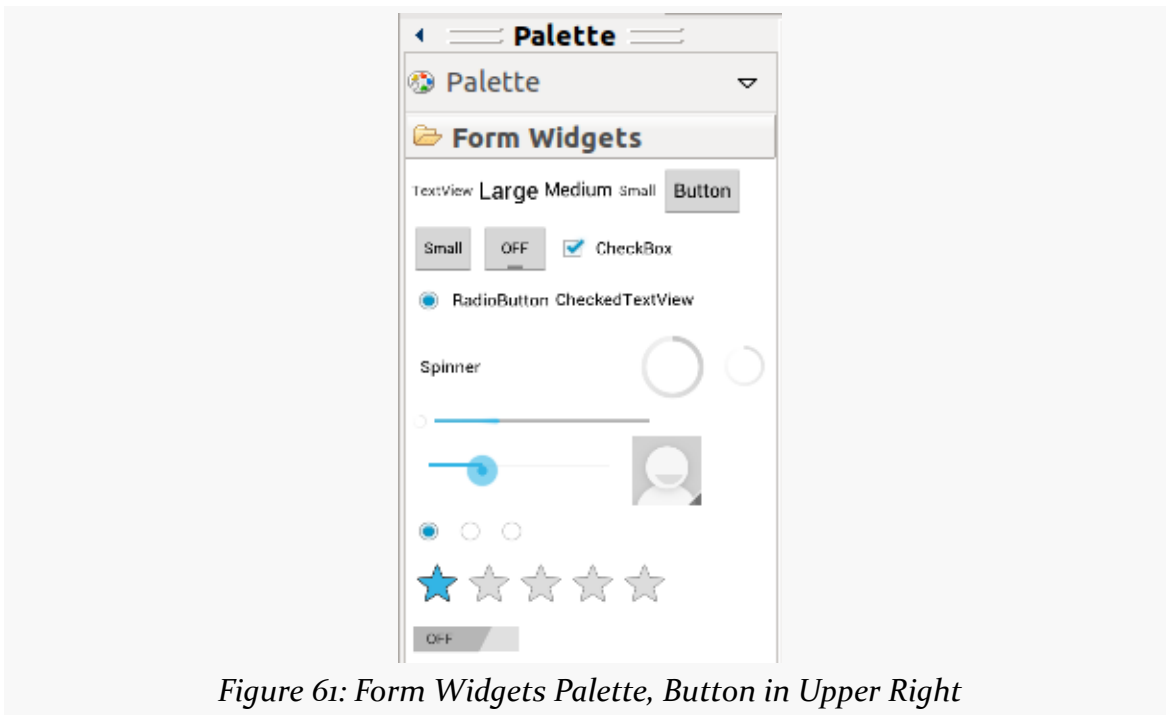 Palette
Palette
Form Widgets
TextView Large Medium Small Button
Small OFF CheckBox
RadioButton CheckedTextView
Spinner
OFF
Figure 61: Form Widgets Palette, Button in Upper Right